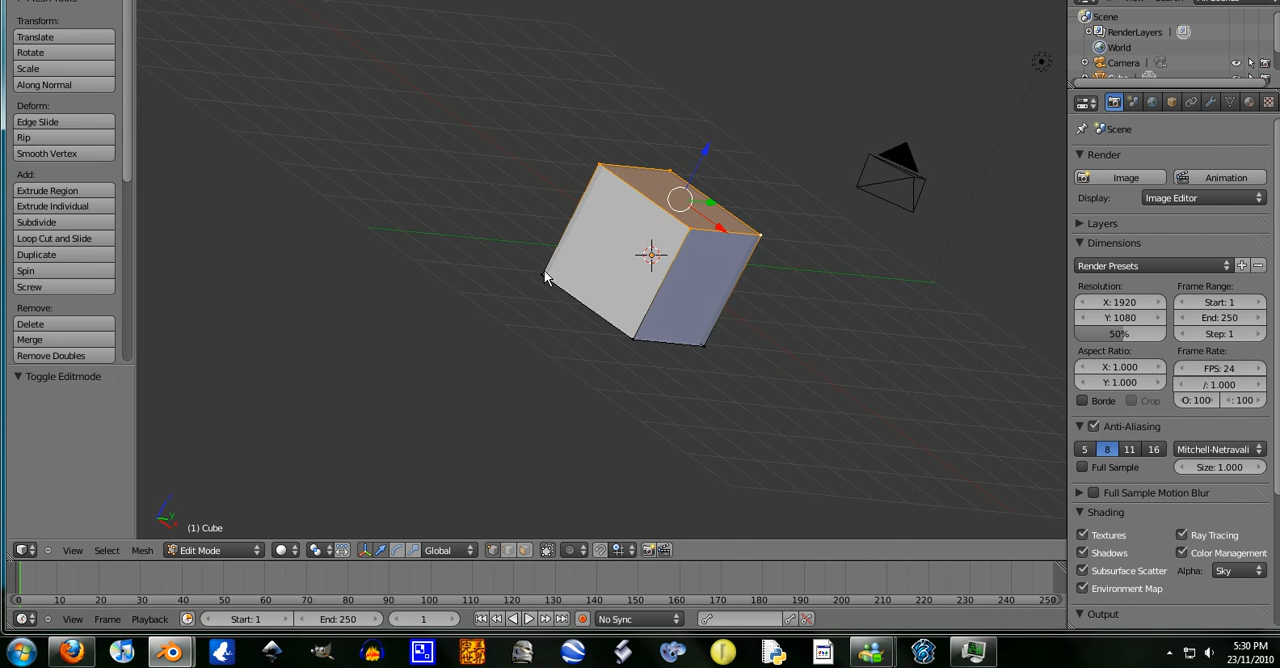 Mesh Tools
Transform:
Translate
Rotate
Scale
Along Normal
Deform:
Edge Slide
Rip
Smooth Vertex
Add:
Extrude Region
Extrude Individual
Subdivide
Loop Cut and Slide
Duplicate
Spin
Screw
Remove:
Delete
Merge
Remove Doubles
Toggle Editmode
(1) Cube
View Select Mesh Edit Mode Global
0 10 20 30 40 50 60 70 80 90 100 110 120 130 140 150 160 170 180 190 200 210 220 230 240 250
View Frame Playback Start: 1 End: 250 1 No Sync
Scene
RenderLayers
World
Camera
Scene
Render
Image Animation
Display: Image Editor
Layers
Dimensions
Render Presets
Resolution: Frame Range:
X: 1920 Start: 1
Y: 1080 End: 250
50% Step: 1
Aspect Ratio: Frame Rate:
X: 1.000 FPS: 24
Y: 1.000 /: 1.000
Borde Crop O: 100 : 100
Anti-Aliasing
5 8 11 16 Mitchell-Netravali
Full Sample Size: 1.000
Full Sample Motion Blur
Shading
Textures Ray Tracing
Shadows Color Management
Subsurface Scatter Alpha: Sky
Environment Map
Output
5:30 PM
23/11/2010